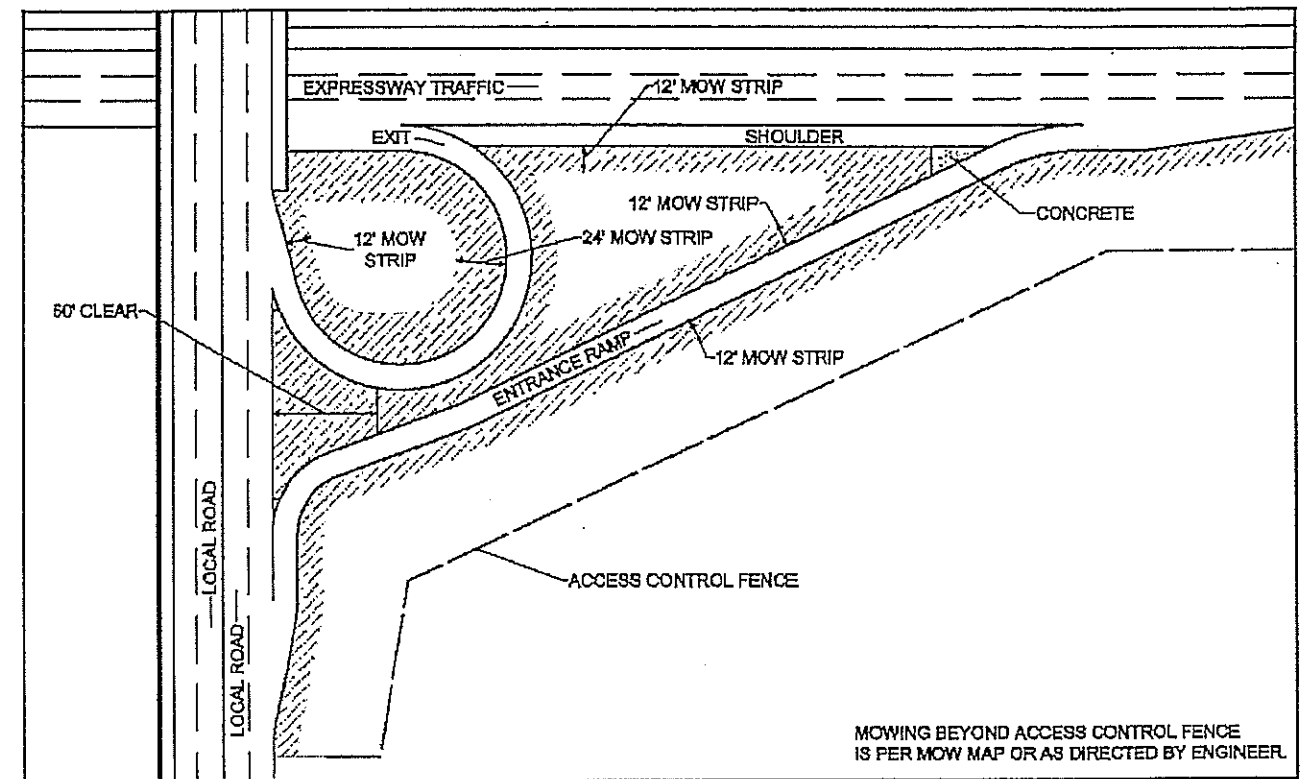 EXPRESSWAY TRAFFIC
12' MOW STRIP
EXIT
SHOULDER
12' MOW STRIP
CONCRETE
12' MOW
STRIP
24' MOW STRIP
60' CLEAR
12' MOW STRIP
ENTRANCE RAMP
LOCAL ROAD
LOCAL ROAD
ACCESS CONTROL FENCE
MOWING BEYOND ACCESS CONTROL FENCE
IS PER MOW MAP OR AS DIRECTED BY ENGINEER.